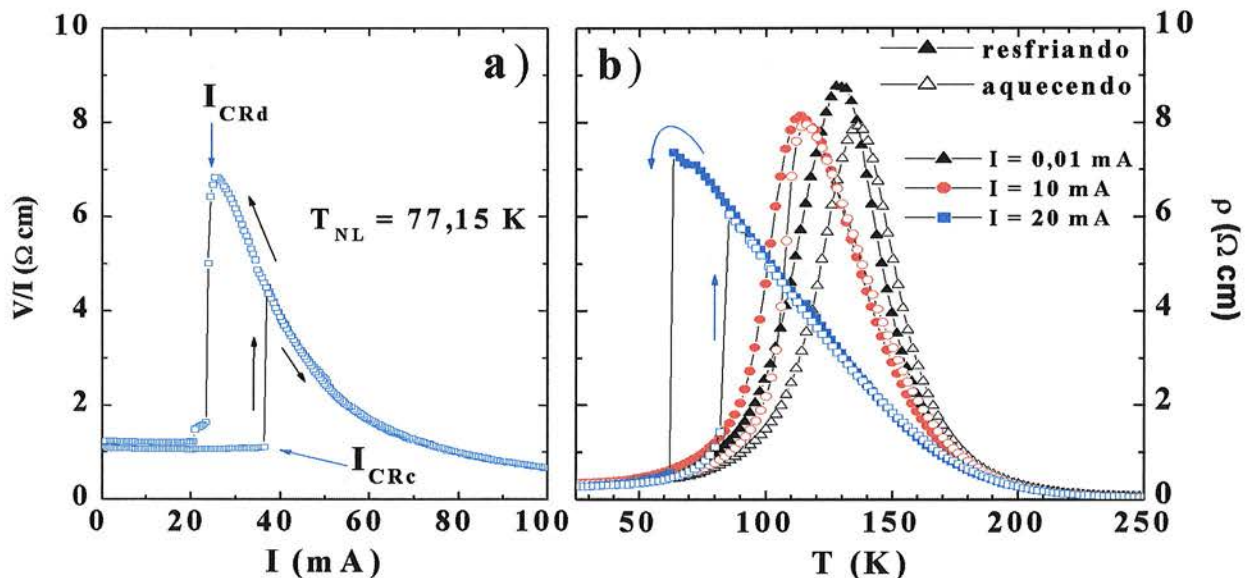 a)
I_CRd
T_NL = 77,15 K
I_CRc
V/I (Ω cm)
10
8
6
4
2
0
0 20 40 60 80 100
I (mA)
b)
resfriando
aquecendo
I = 0,01 mA
I = 10 mA
I = 20 mA
10
8
6
4
2
0
ρ (Ω cm)
50 100 150 200 250
T (K)